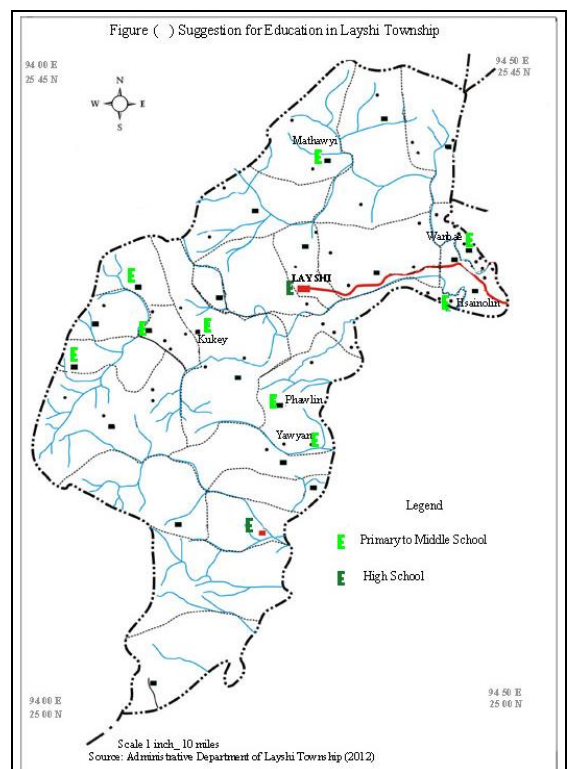 Figure ( ) Suggestion for Education in Layshi Township
94 00 E
25 45 N
94 50 E
25 45 N
N
W E
S
Mathawyi
E
Wanbae
E
LAYSHI
E
E
Hsainolin
E
E
E
Kukey
E
E
Phawlin
Yawyan
E
E
Legend
E Primary to Middle School
E High School
94 00 E
25 00 N
94 50 E
25 00 N
Scale 1 inch_ 10 miles
Source: Administrative Department of Layshi Township (2012)